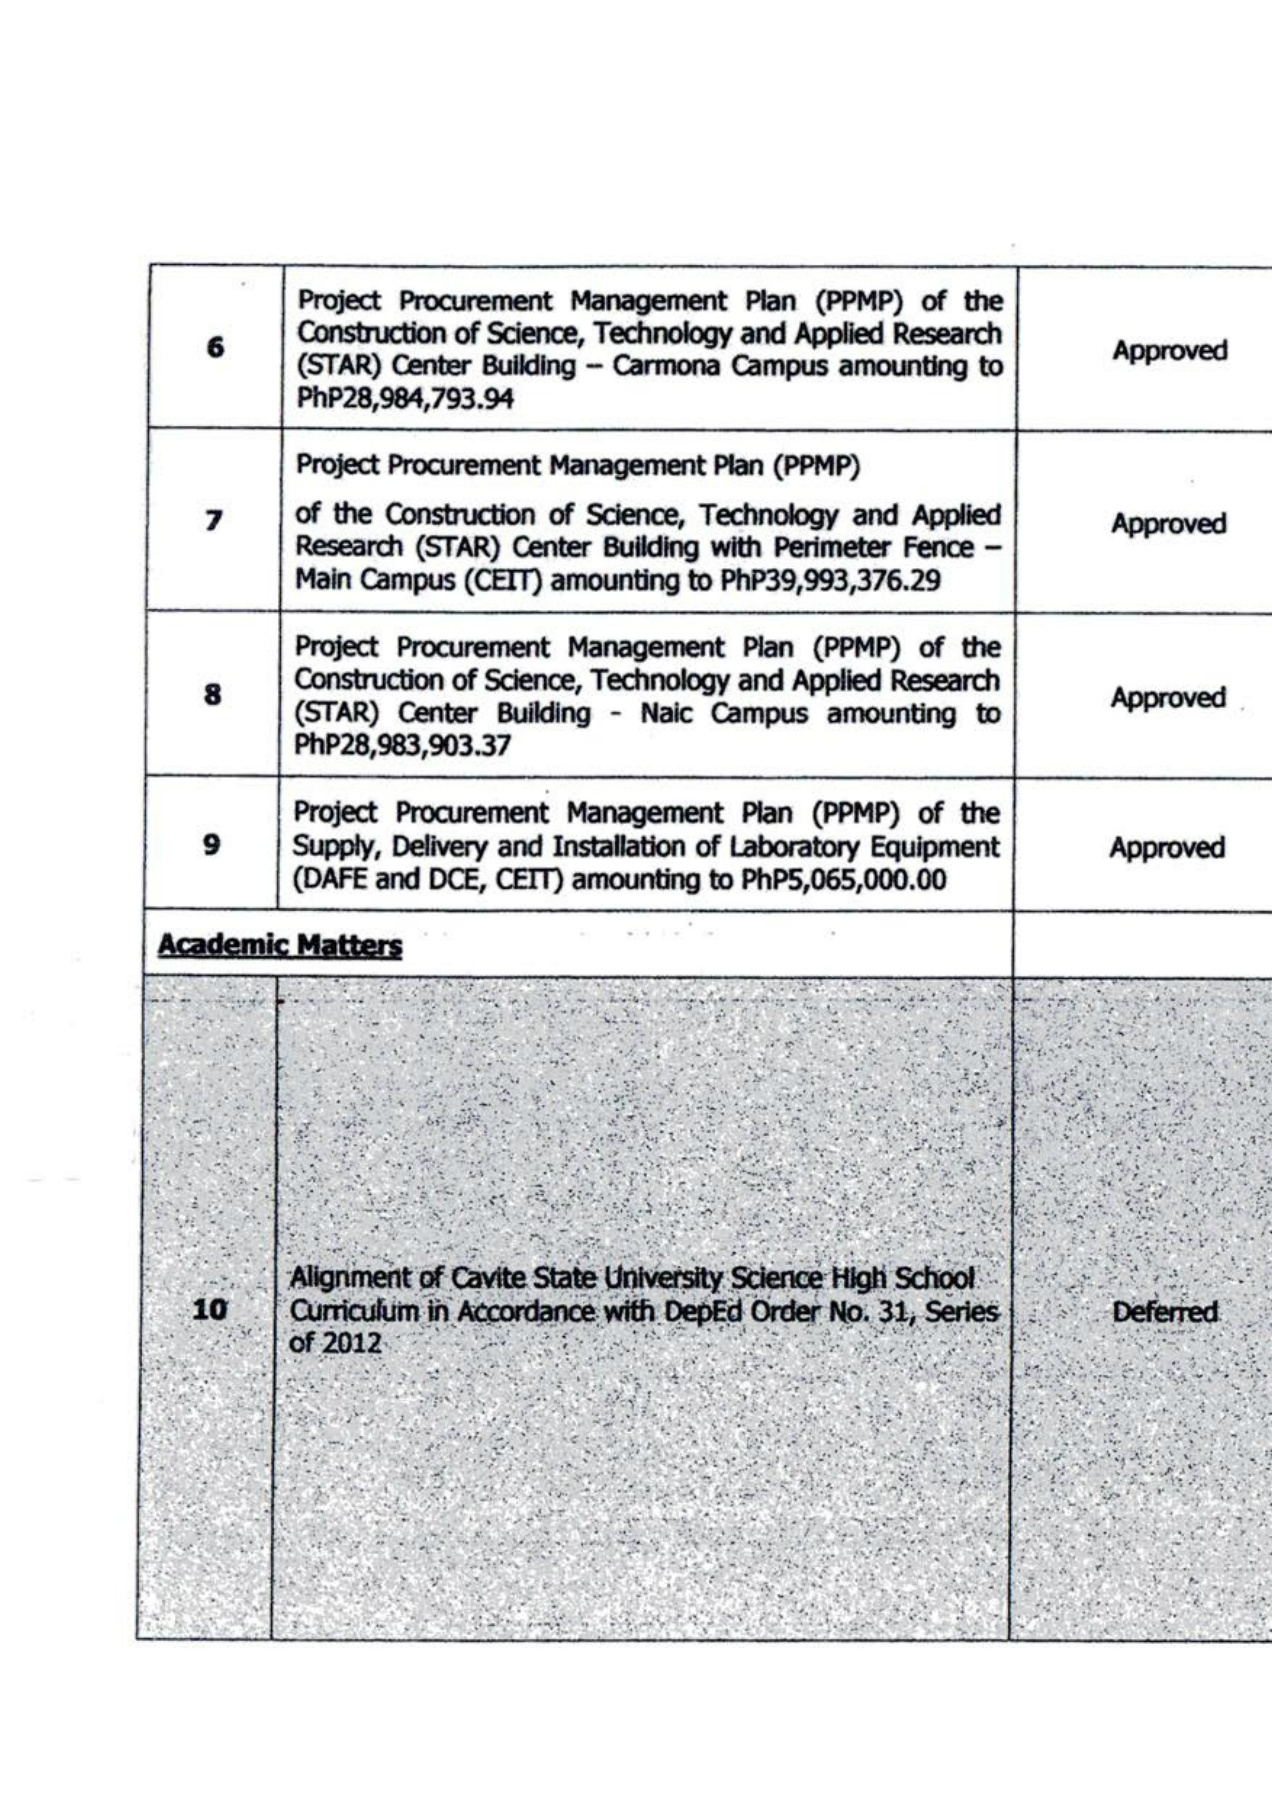 6
Project Procurement Management Plan (PPMP) of the
Construction of Science, Technology and Applied Research
(STAR) Center Building – Carmona Campus amounting to
PhP28,984,793.94
Approved
7
Project Procurement Management Plan (PPMP)
of the Construction of Science, Technology and Applied
Research (STAR) Center Building with Perimeter Fence –
Main Campus (CEIT) amounting to PhP39,993,376.29
Approved
8
Project Procurement Management Plan (PPMP) of the
Construction of Science, Technology and Applied Research
(STAR) Center Building - Naic Campus amounting to
PhP28,983,903.37
Approved
9
Project Procurement Management Plan (PPMP) of the
Supply, Delivery and Installation of Laboratory Equipment
(DAFE and DCE, CEIT) amounting to PhP5,065,000.00
Approved
Academic Matters
10
Alignment of Cavite State University Science High School
Curriculum in Accordance with DepEd Order No. 31, Series
of 2012
Deferred